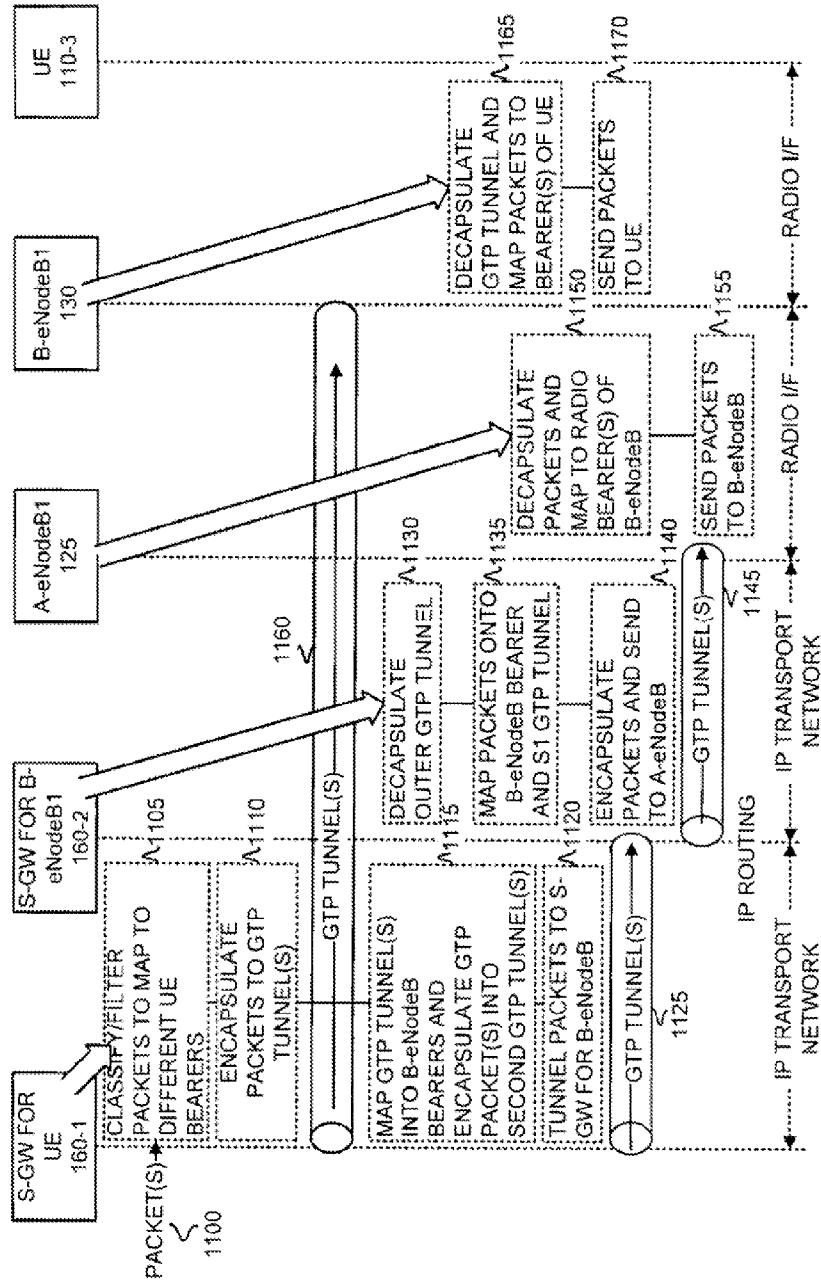 S-GW FOR
UE
160-1
S-GW FOR B-
eNodeB1
160-2
A-eNodeB1
125
B-eNodeB1
130
UE
110-3
PACKET(S)
1100
CLASSIFY/FILTER
PACKETS TO MAP TO
DIFFERENT UE
BEARERS
1105
ENCAPSULATE
PACKETS TO GTP
TUNNEL(S)
1110
GTP TUNNEL(S)
1160
MAP GTP TUNNEL(S)
INTO B-eNodeB
BEARERS AND
ENCAPSULATE GTP
PACKET(S) INTO
SECOND GTP TUNNEL(S)
1115
TUNNEL PACKETS TO S-
GW FOR B-eNodeB
1120
GTP TUNNEL(S)
1125
DECAPSULATE
OUTER GTP TUNNEL
1130
MAP PACKETS ONTO
B-eNodeB BEARER
AND S1 GTP TUNNEL
1135
ENCAPSULATE
PACKETS AND SEND
TO A-eNodeB
1140
GTP TUNNEL(S)
1145
IP ROUTING
DECAPSULATE
PACKETS AND
MAP TO RADIO
BEARER(S) OF
B-eNodeB
1150
SEND PACKETS
TO B-eNodeB
1155
DECAPSULATE
GTP TUNNEL AND
MAP PACKETS TO
BEARER(S) OF UE
1165
SEND PACKETS
TO UE
1170
IP TRANSPORT
NETWORK
IP TRANSPORT
NETWORK
RADIO I/F
RADIO I/F